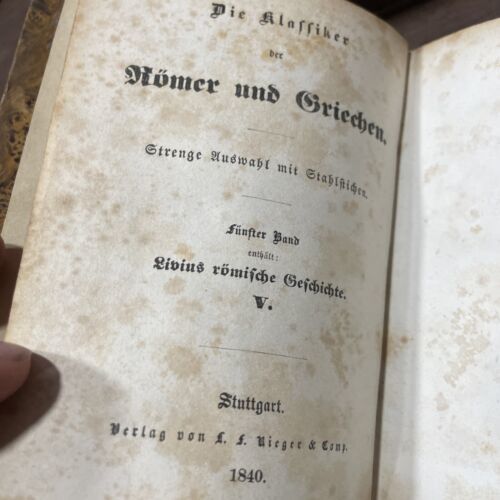 Die Klassiker
der
Römer und Griechen.
Strenge Auswahl mit Stahlstichen.
Fünfter Band
enthält:
Livius römische Geschichte.
V.
Stuttgart.
Verlag von L. F. Rieger & Comp.
1840.